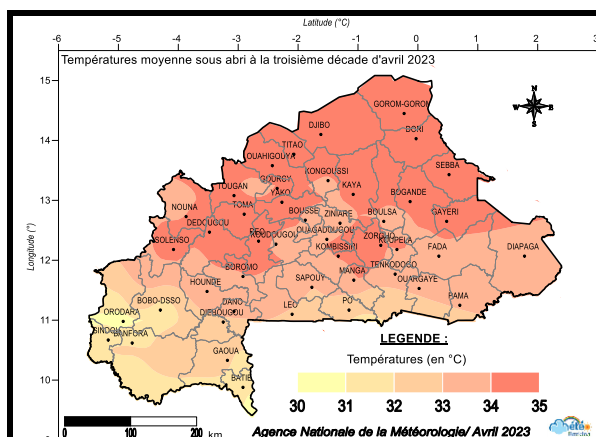 Latitude (°C)
-6 -5 -4 -3 -2 -1 0 1 2 3
Températures moyenne sous abri à la troisième décade d'avril 2023
15
GOROM-GOROM
N
W E
S
DJIBO
14
DORI
TITAO
OUAHIGOUYA
SEBBA
KONGOUSSI
GOURCY
TOUGAN
KAYA
13
YAKO
BOGANDE
NOUNA
TOMA
BOUSSE
ZINIARE
BOULSA
GAYERI
DEDOUGOU
REO
OUAGADOUGOU
ZORGHO
SOLENSO
KOUDOUGOU
KOUPELA
KOMBISSIRI
FADA
DIAPAGA
12
BOROMO
MANGA
TENKODOGO
HOUNDE
SAPOUY
OUARGAYE
BOBO-DSSO
DANO
LEO
PO
PAMA
ORODARA
DIEBOUGOU
11
SINDOU
BANFORA
GAOUA
BATIE
10
Longitude (°)
LEGENDE :
Températures (en °C)
30 31 32 33 34 35
0 100 200
km
Agence Nationale de la Météorologie/ Avril 2023
météo